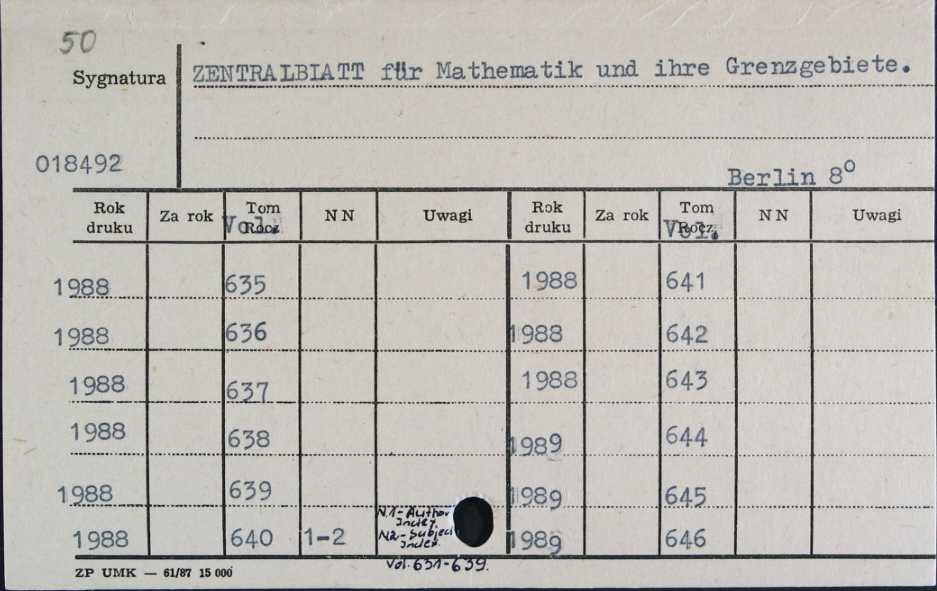 50
Sygnatura ZENTRALBIATT für Mathematik und ihre Grenzgebiete.
018492
Berlin 8°
Rok druku Za rok Tom Rocz. Vol. NN Uwagi Rok druku Za rok Tom Rocz. Vol. NN Uwagi
1988 635 1988 641
1988 636 1988 642
1988 637 1988 643
1988 638 1989 644
1988 639 1989 645
1988 640 1-2 N.1-Author Index. N2-Subject Index. Vol. 631-639. 1989 646
ZP UMK — 61/87 15 000